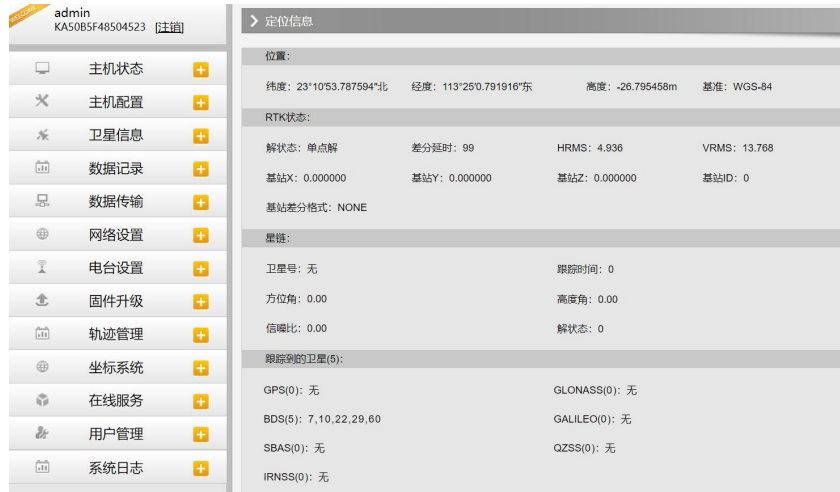 WELCOME
admin
KA50B5F48504523 [注销]
主机状态
主机配置
卫星信息
数据记录
数据传输
网络设置
电台设置
固件升级
轨迹管理
坐标系统
在线服务
用户管理
系统日志
定位信息
位置：
纬度：23°10'53.787594"北 经度：113°25'0.791916"东 高度：-26.795458m 基准：WGS-84
RTK状态：
解状态：单点解 差分延时：99 HRMS：4.936 VRMS：13.768
基站X：0.000000 基站Y：0.000000 基站Z：0.000000 基站ID：0
基站差分格式：NONE
星链：
卫星号：无 跟踪时间：0
方位角：0.00 高度角：0.00
信噪比：0.00 解状态：0
跟踪到的卫星(5)：
GPS(0)：无 GLONASS(0)：无
BDS(5)：7,10,22,29,60 GALILEO(0)：无
SBAS(0)：无 QZSS(0)：无
IRNSS(0)：无